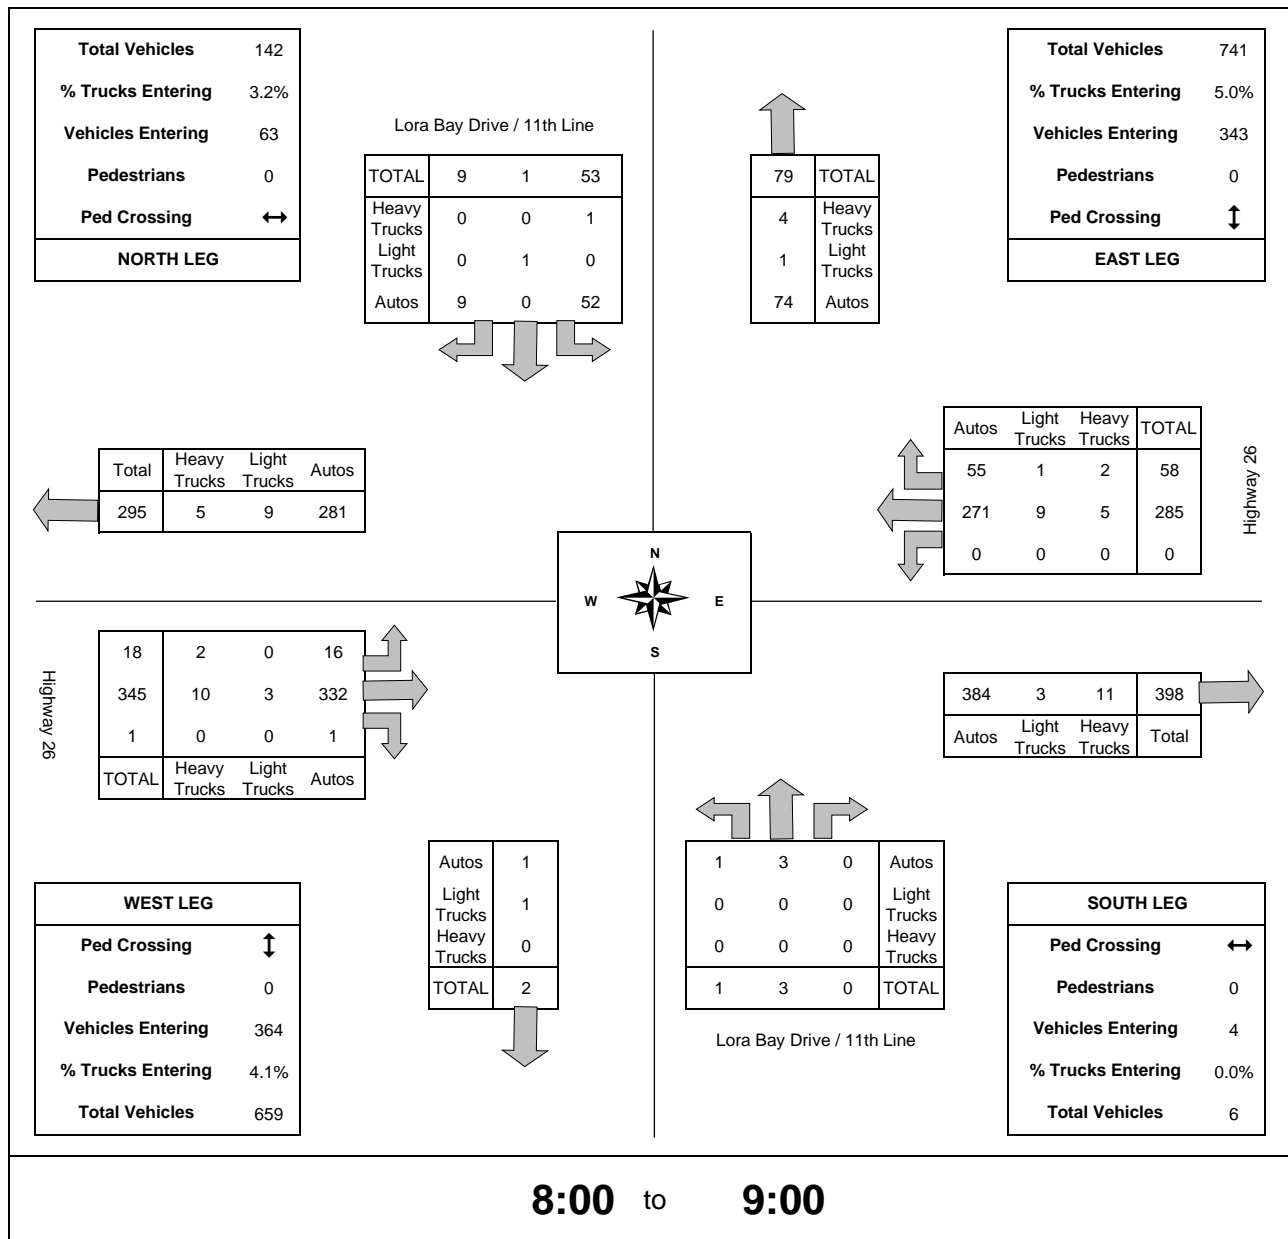 Total Vehicles 142
% Trucks Entering 3.2%
Vehicles Entering 63
Pedestrians 0
Ped Crossing ↔
NORTH LEG
Lora Bay Drive / 11th Line
TOTAL 9 1 53
Heavy Trucks 0 0 1
Light Trucks 0 1 0
Autos 9 0 52
79 TOTAL
4 Heavy Trucks
1 Light Trucks
74 Autos
Total Vehicles 741
% Trucks Entering 5.0%
Vehicles Entering 343
Pedestrians 0
Ped Crossing ↕
EAST LEG
Total Heavy Trucks Light Trucks Autos
295 5 9 281
Autos Light Trucks Heavy Trucks TOTAL
55 1 2 58
271 9 5 285
0 0 0 0
Highway 26
N
W E
S
Highway 26
18 2 0 16
345 10 3 332
1 0 0 1
TOTAL Heavy Trucks Light Trucks Autos
384 3 11 398
Autos Light Trucks Heavy Trucks Total
Autos 1
Light Trucks 1
Heavy Trucks 0
TOTAL 2
1 3 0 Autos
0 0 0 Light Trucks
0 0 0 Heavy Trucks
1 3 0 TOTAL
Lora Bay Drive / 11th Line
WEST LEG
Ped Crossing ↕
Pedestrians 0
Vehicles Entering 364
% Trucks Entering 4.1%
Total Vehicles 659
SOUTH LEG
Ped Crossing ↔
Pedestrians 0
Vehicles Entering 4
% Trucks Entering 0.0%
Total Vehicles 6
8:00 to 9:00